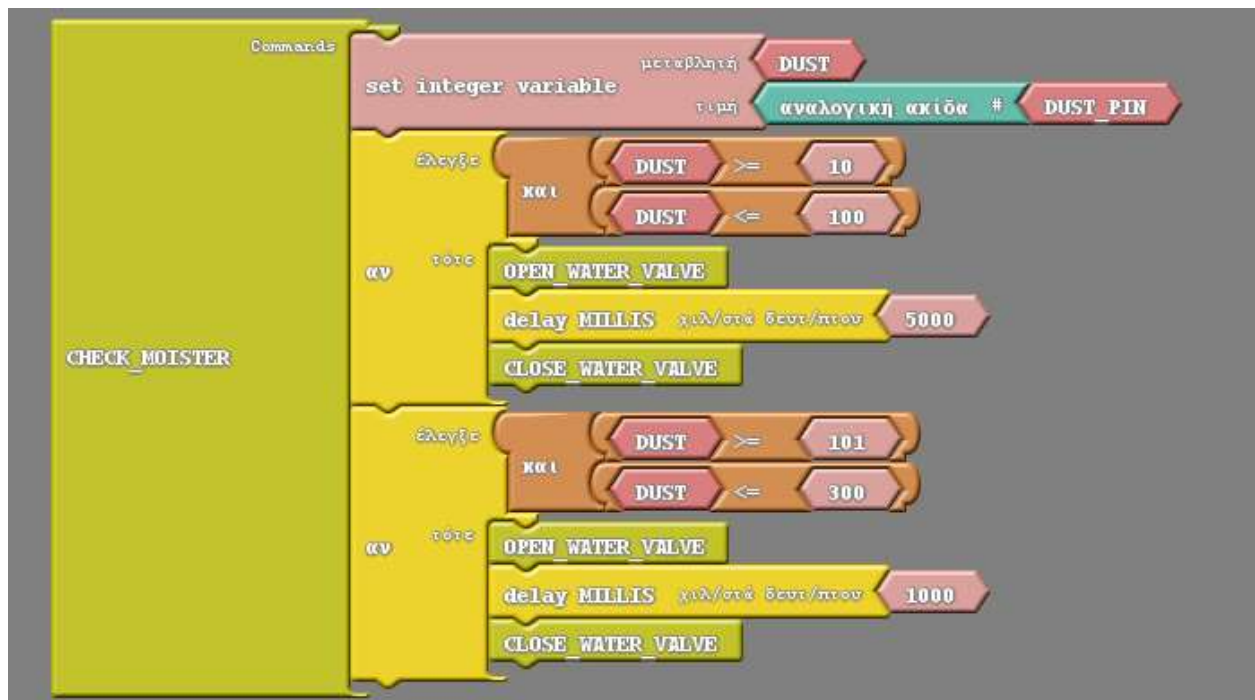 Commands
μεταβλητή DUST
set integer variable
τιμή αναλογική ακίδα # DUST_PIN
έλεγξε DUST >= 10
και
DUST <= 100
αν τότε OPEN_WATER_VALVE
delay MILLIS χιλ/στά δευτ/πτου 5000
CHECK_MOISTER
CLOSE_WATER_VALVE
έλεγξε DUST >= 101
και
DUST <= 300
αν τότε OPEN_WATER_VALVE
delay MILLIS χιλ/στά δευτ/πτου 1000
CLOSE_WATER_VALVE